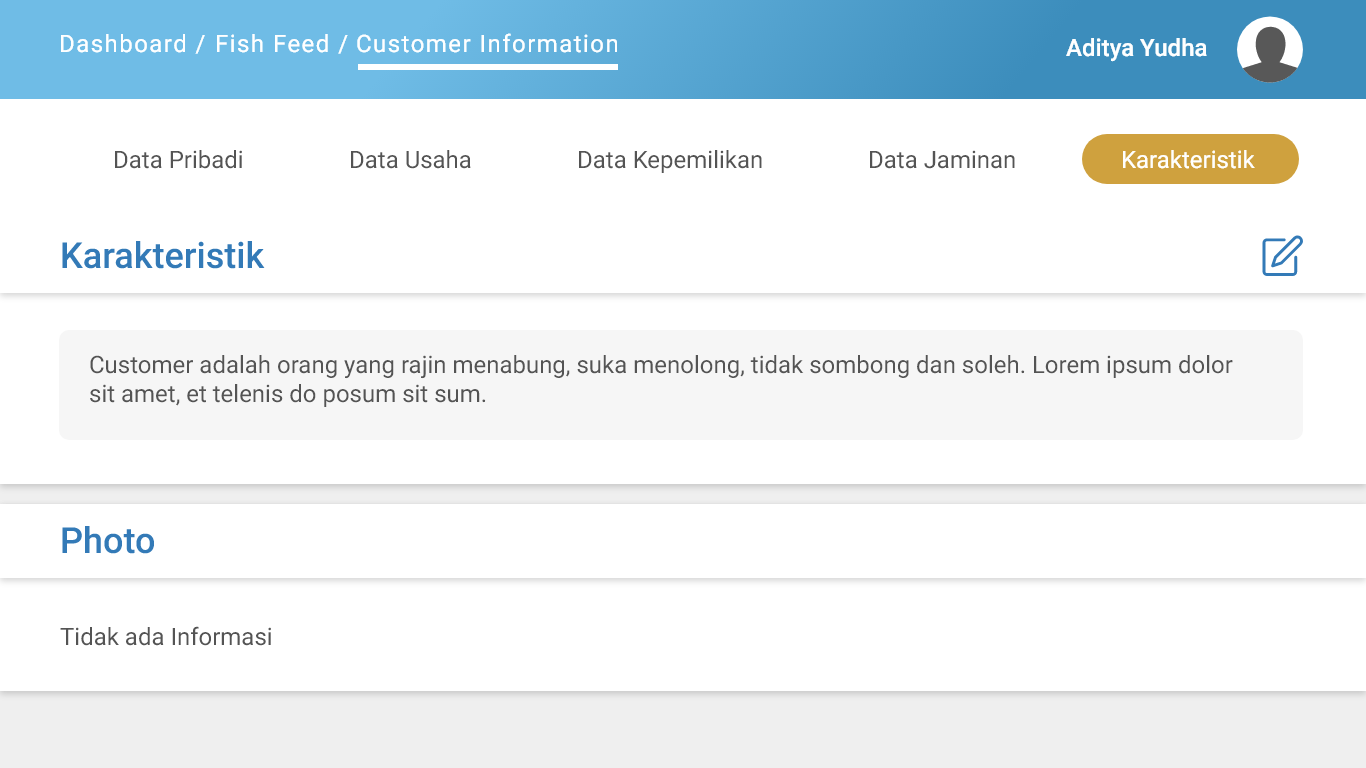 Dashboard / Fish Feed / Customer Information
Aditya Yudha
Data Pribadi
Data Usaha
Data Kepemilikan
Data Jaminan
Karakteristik
Karakteristik
Customer adalah orang yang rajin menabung, suka menolong, tidak sombong dan soleh. Lorem ipsum dolor
sit amet, et telenis do posum sit sum.
Photo
Tidak ada Informasi